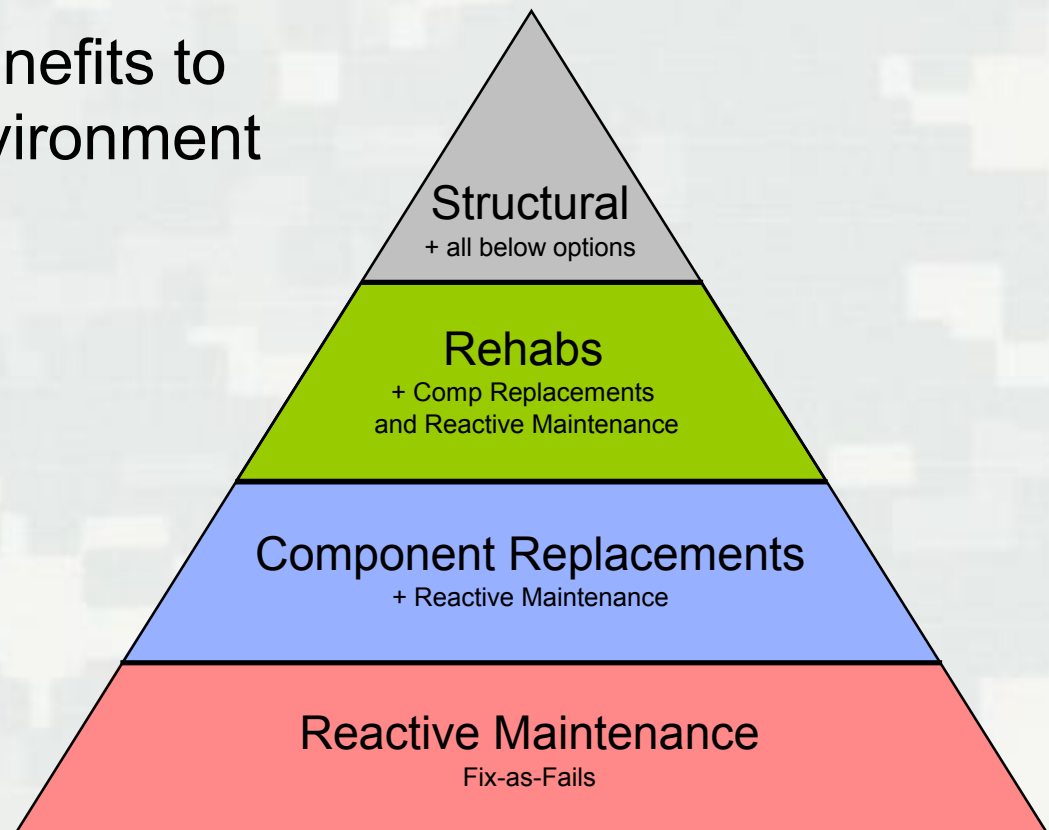 nefits to
vironment
Structural
+ all below options
Rehabs
+ Comp Replacements
and Reactive Maintenance
Component Replacements
+ Reactive Maintenance
Reactive Maintenance
Fix-as-Fails